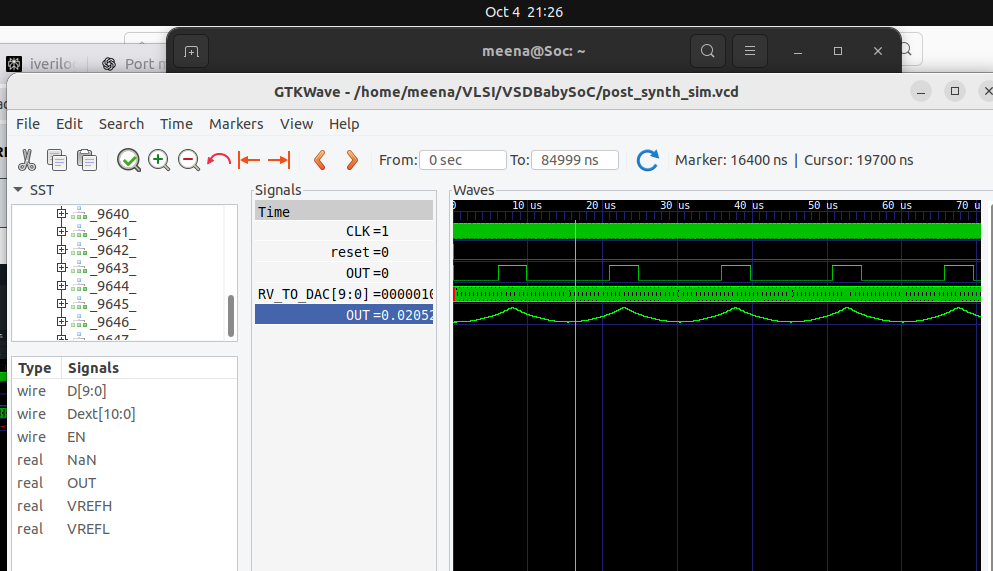 Oct 4 21:26
meena@Soc: ~
iverilo
Port m
GTKWave - /home/meena/VLSI/VSDBabySoC/post_synth_sim.vcd
File Edit Search Time Markers View Help
From: 0 sec To: 84999 ns Marker: 16400 ns | Cursor: 19700 ns
SST
Signals
Waves
_9640_
_9641_
_9642_
_9643_
_9644_
_9645_
_9646_
_9647_
Type Signals
wire D[9:0]
wire Dext[10:0]
wire EN
real NaN
real OUT
real VREFH
real VREFL
Time
CLK=1
reset=0
OUT=0
RV_TO_DAC[9:0]=0000010
OUT=0.02052
0 10 us 20 us 30 us 40 us 50 us 60 us 70 u